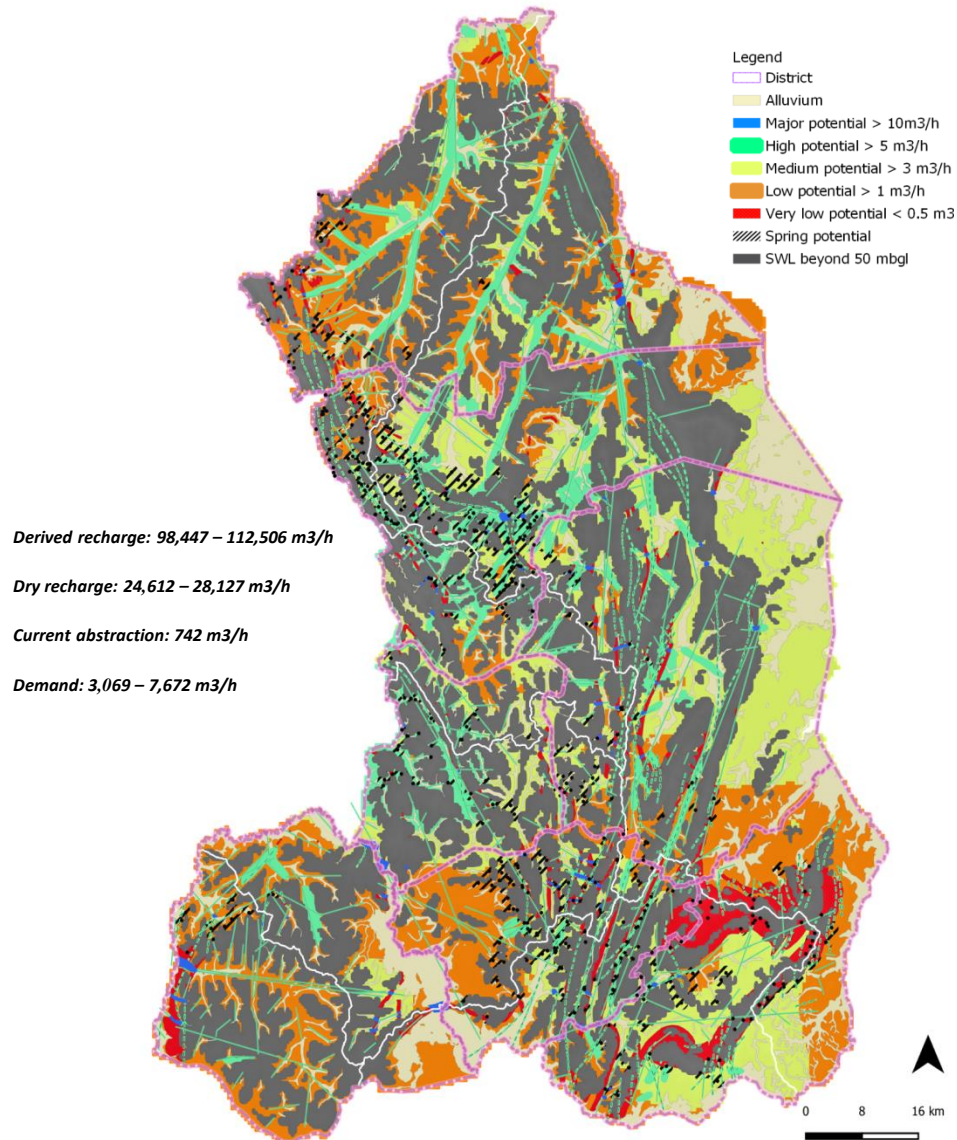 Legend
District
Alluvium
Major potential > 10m3/h
High potential > 5 m3/h
Medium potential > 3 m3/h
Low potential > 1 m3/h
Very low potential < 0.5 m3
Spring potential
SWL beyond 50 mbgl
Derived recharge: 98,447 – 112,506 m3/h
Dry recharge: 24,612 – 28,127 m3/h
Current abstraction: 742 m3/h
Demand: 3,069 – 7,672 m3/h
0 8 16 km